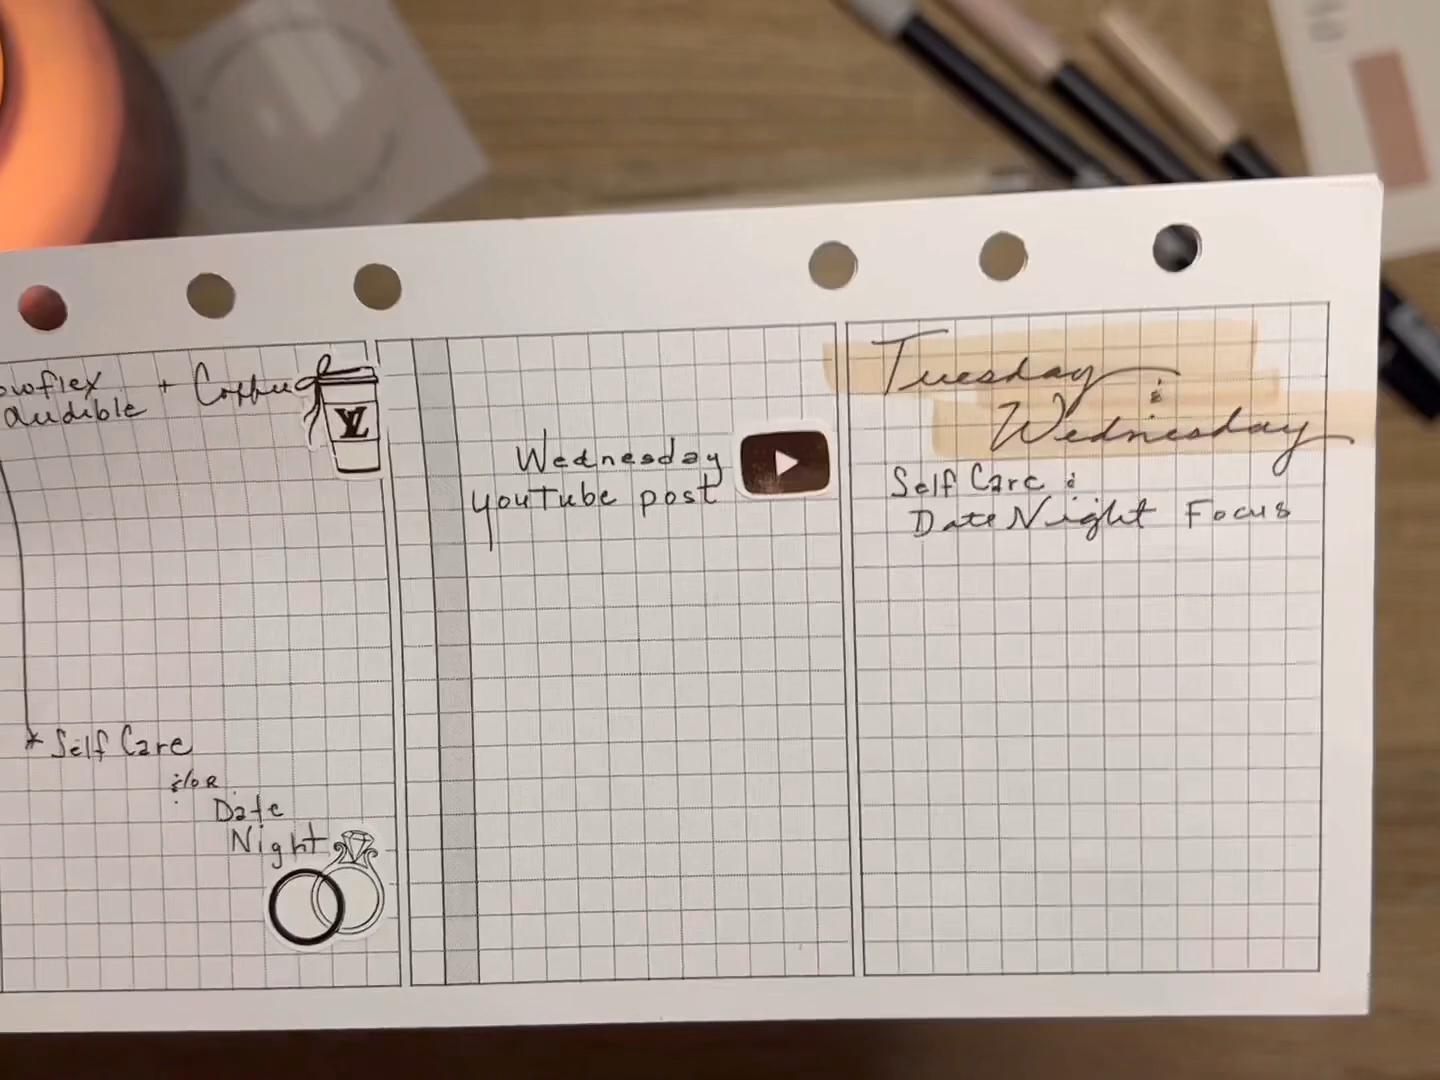 owflex + Coffee
audible
* Self Care
&/OR
Date
Night
Wednesday
YouTube post
Tuesday
&
Wednesday
Self Care &
Date Night Focus